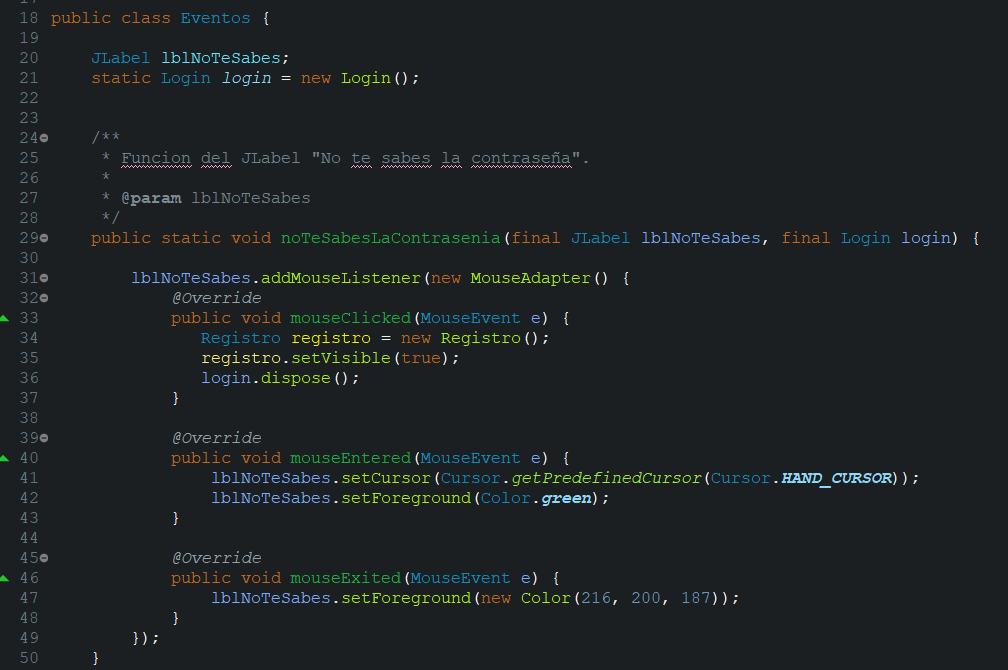 18 public class Eventos {
19
20     JLabel lblNoTeSabes;
21     static Login login = new Login();
22
23
24     /**
25      * Funcion del JLabel "No te sabes la contraseña".
26      *
27      * @param lblNoTeSabes
28      */
29     public static void noTeSabesLaContrasenia(final JLabel lblNoTeSabes, final Login login) {
30
31         lblNoTeSabes.addMouseListener(new MouseAdapter() {
32             @Override
33             public void mouseClicked(MouseEvent e) {
34                Registro registro = new Registro();
35                registro.setVisible(true);
36                login.dispose();
37             }
38
39             @Override
40             public void mouseEntered(MouseEvent e) {
41                 lblNoTeSabes.setCursor(Cursor.getPredefinedCursor(Cursor.HAND_CURSOR));
42                 lblNoTeSabes.setForeground(Color.green);
43             }
44
45             @Override
46             public void mouseExited(MouseEvent e) {
47                 lblNoTeSabes.setForeground(new Color(216, 200, 187));
48             }
49         });
50     }